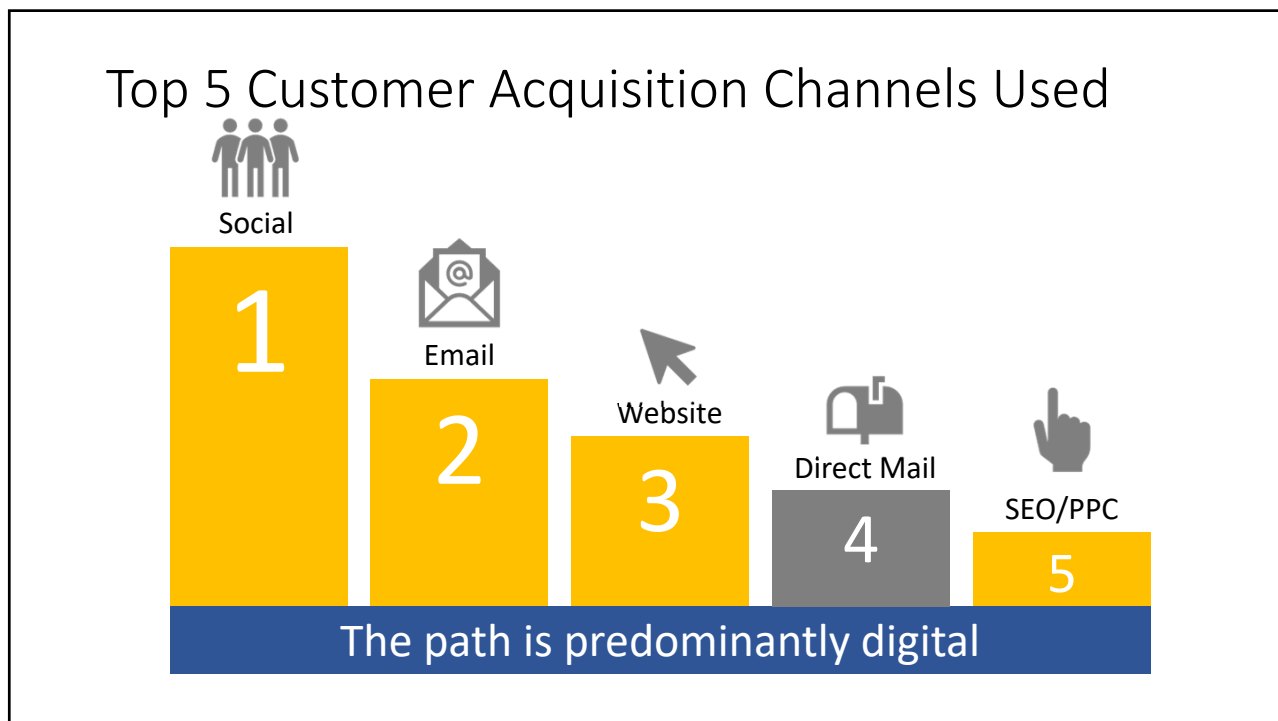 Top 5 Customer Acquisition Channels Used
Social
1
@
Email
2
Website
3
Direct Mail
4
SEO/PPC
5
The path is predominantly digital